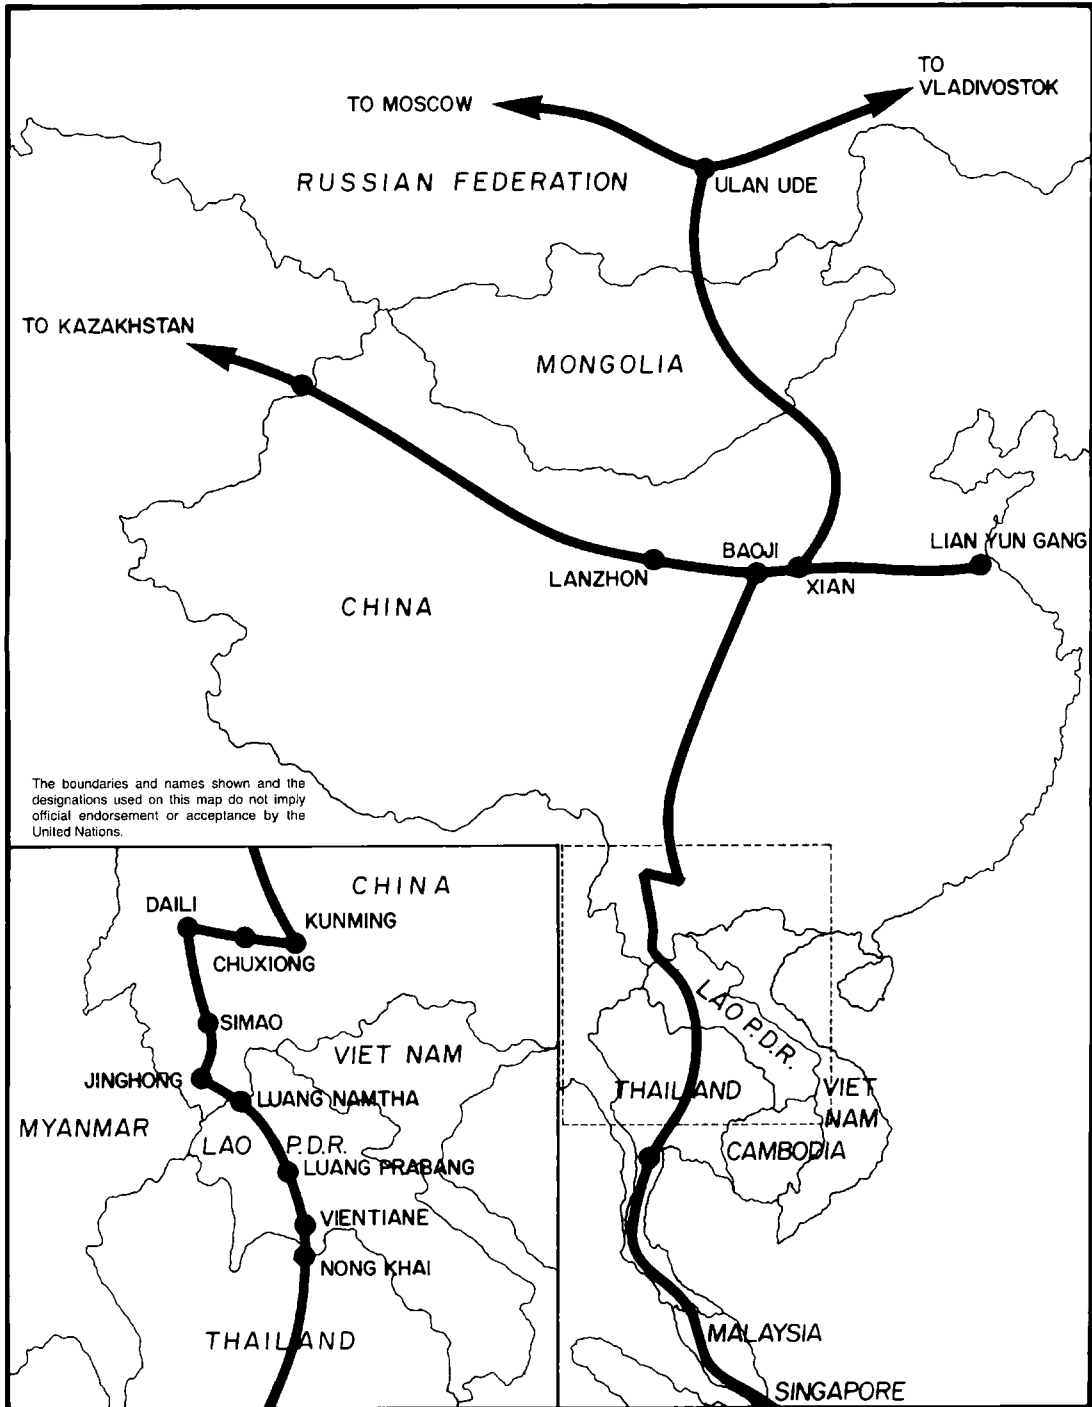 TO
VLADIVOSTOK
TO MOSCOW
RUSSIAN FEDERATION
ULAN UDE
TO KAZAKHSTAN
MONGOLIA
LIAN YUN GANG
BAOJI
LANZHON
XIAN
CHINA
The boundaries and names shown and the
designations used on this map do not imply
official endorsement or acceptance by the
United Nations.
CHINA
DAILI
KUNMING
CHUXIONG
SIMAO
VIET NAM
JINGHONG
LUANG NAMTHA
MYANMAR
LAO P.D.R.
LUANG PRABANG
VIENTIANE
NONG KHAI
THAILAND
LAO P.D.R.
THAILAND
VIET
NAM
CAMBODIA
MALAYSIA
SINGAPORE